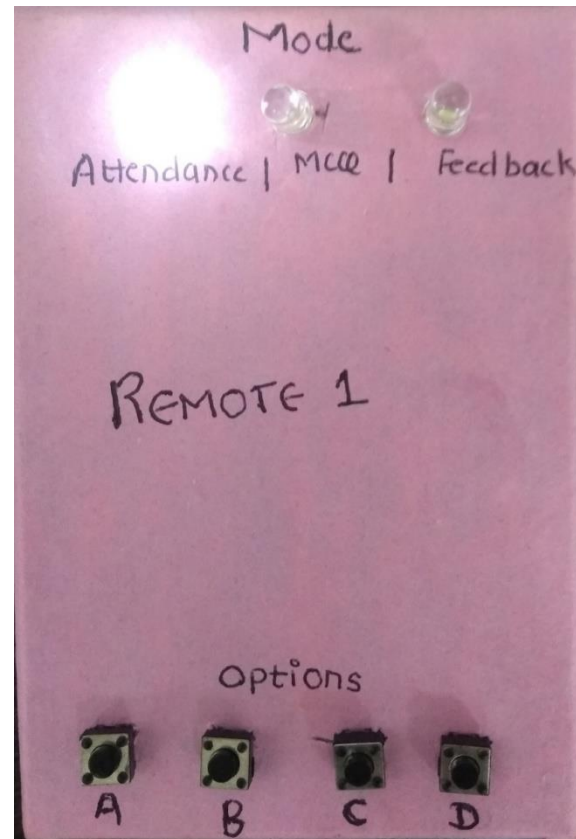 Mode
Attendance | MCQ | Feedback
REMOTE 1
options
A B C D